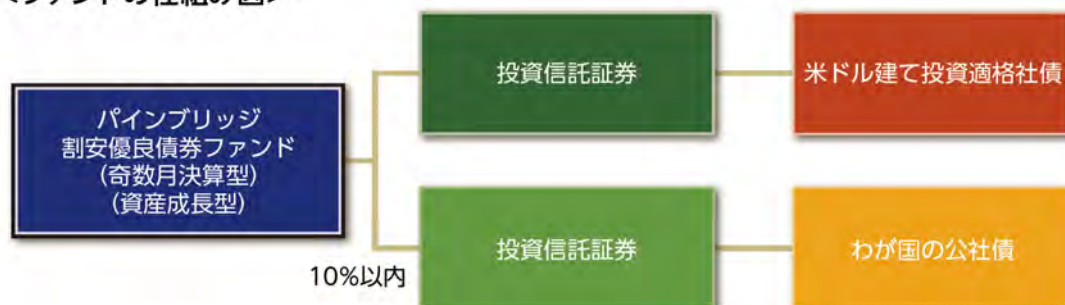 パインブリッジ
割安優良債券ファンド
(奇数月決算型)
(資産成長型)
10%以内
投資信託証券
米ドル建て投資適格社債
投資信託証券
わが国の公社債